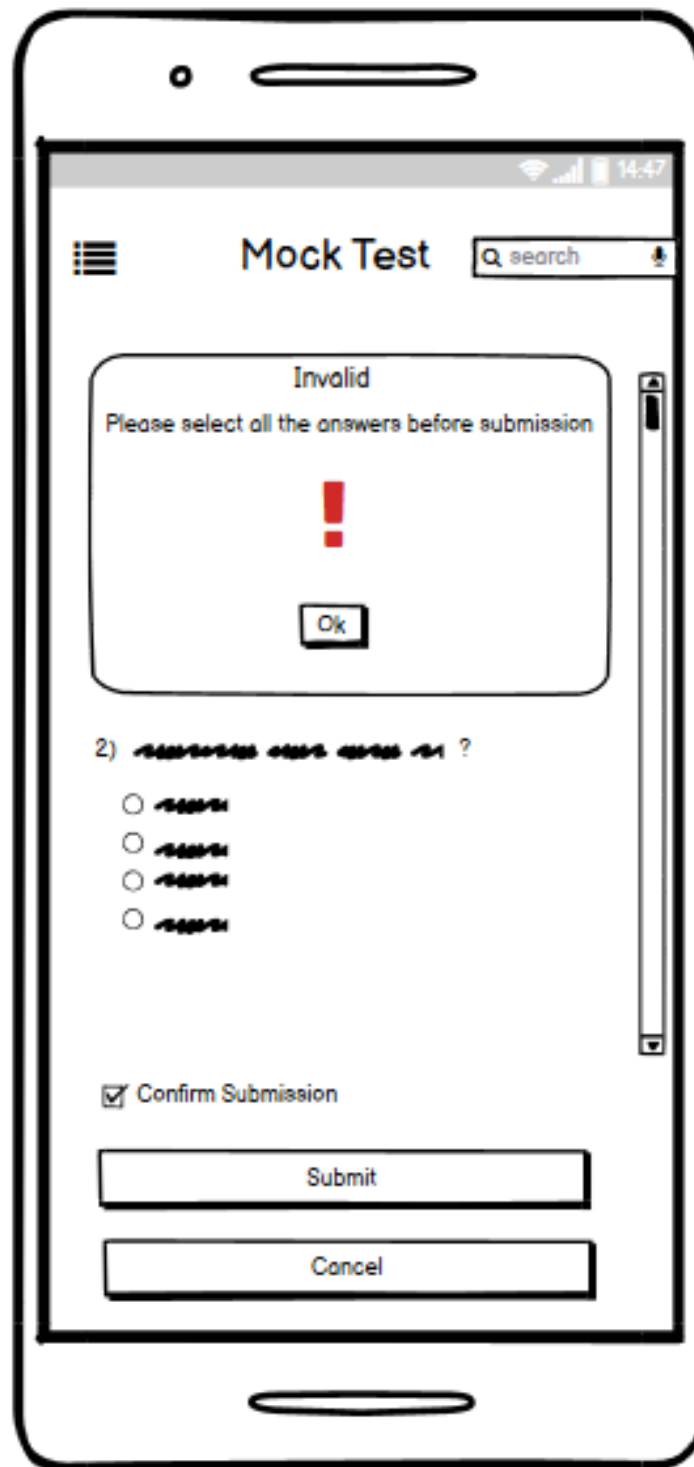 14:47
Mock Test
search
Invalid
Please select all the answers before submission
!
Ok
2) ?
Confirm Submission
Submit
Cancel